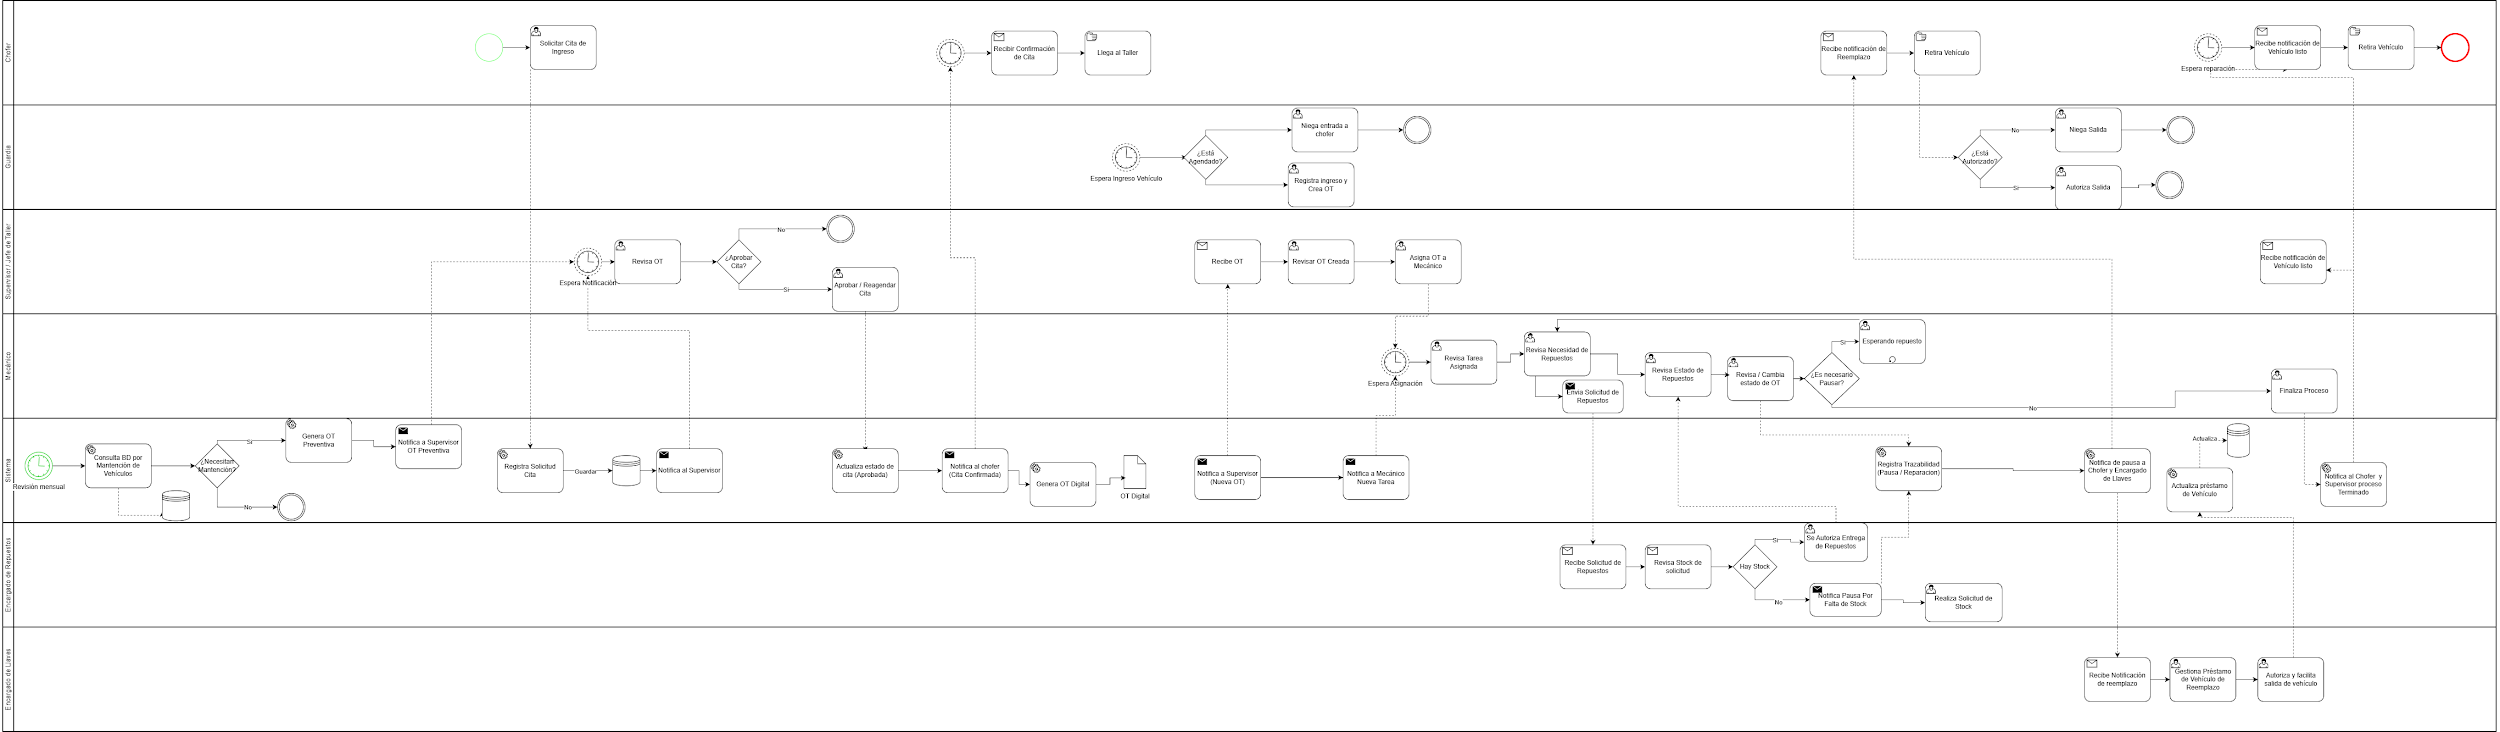 Chofer
Solicitar Cita de
Ingreso
Recibir Confirmación
de Cita
Llega al Taller
Recibe notificación de
Reemplazo
Retira Vehículo
Espera reparación
Recibe notificación de
Vehículo listo
Retira Vehículo
Guardia
Espera Ingreso Vehículo
¿Está
Agendado?
Niega entrada a
chofer
Registra ingreso y
Crea OT
¿Está
Autorizado?
No
Niega Salida
Si
Autoriza Salida
Supervisor / Jefe de Taller
Espera Notificación
Revisa OT
¿Aprobar
Cita?
No
Si
Aprobar / Reagendar
Cita
Recibe OT
Revisar OT Creada
Asigna OT a
Mecánico
Recibe notificación de
Vehículo listo
Mecánico
Espera Asignación
Revisa Tarea
Asignada
Revisa Necesidad de
Repuestos
Envia Solicitud de
Repuestos
Revisa Estado de
Repuestos
Revisa / Cambia
estado de OT
¿Es necesario
Pausar?
Si
Esperando repuesto
No
Finaliza Proceso
Sistema
Revisión mensual
Consulta BD por
Mantención de
Vehículos
¿Necesitan
Mantención?
Si
No
Genera OT
Preventiva
Notifica a Supervisor
OT Preventiva
Registra Solicitud
Cita
Guardar
Notifica al Supervisor
Actualiza estado de
cita (Aprobada)
Notifica al chofer
(Cita Confirmada)
Genera OT Digital
OT Digital
Notifica a Supervisor
(Nueva OT)
Notifica a Mecánico
Nueva Tarea
Registra Trazabilidad
(Pausa / Reparacion)
Notifica de pausa a
Chofer y Encargado
de Llaves
Actualiza préstamo
de Vehículo
Actualiza
Notifica al Chofer y
Supervisor proceso
Terminado
Encargado de Repuestos
Recibe Solicitud de
Repuestos
Revisa Stock de
solicitud
Hay Stock
Si
Se Autoriza Entrega
de Repuestos
No
Notifica Pausa Por
Falta de Stock
Realiza Solicitud de
Stock
Encargado de Llaves
Recibe Notificación
de reemplazo
Gestiona Préstamo
de Vehículo de
Reemplazo
Autoriza y facilita
salida de vehículo